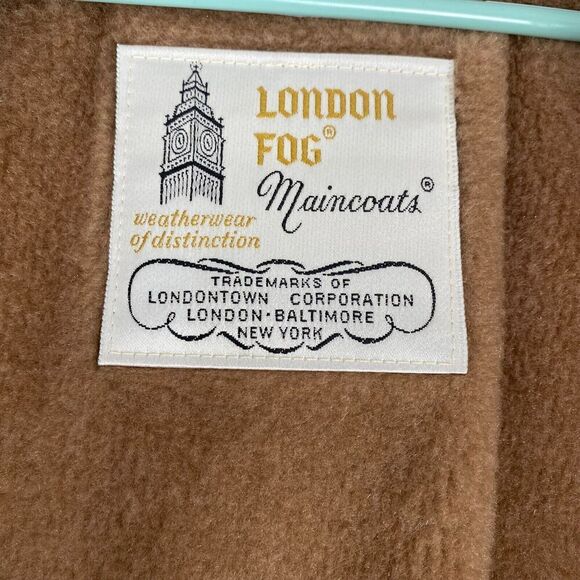 LONDON
FOG®
Maincoats®
weatherwear
of distinction
TRADEMARKS OF
LONDONTOWN CORPORATION
LONDON·BALTIMORE
NEW YORK